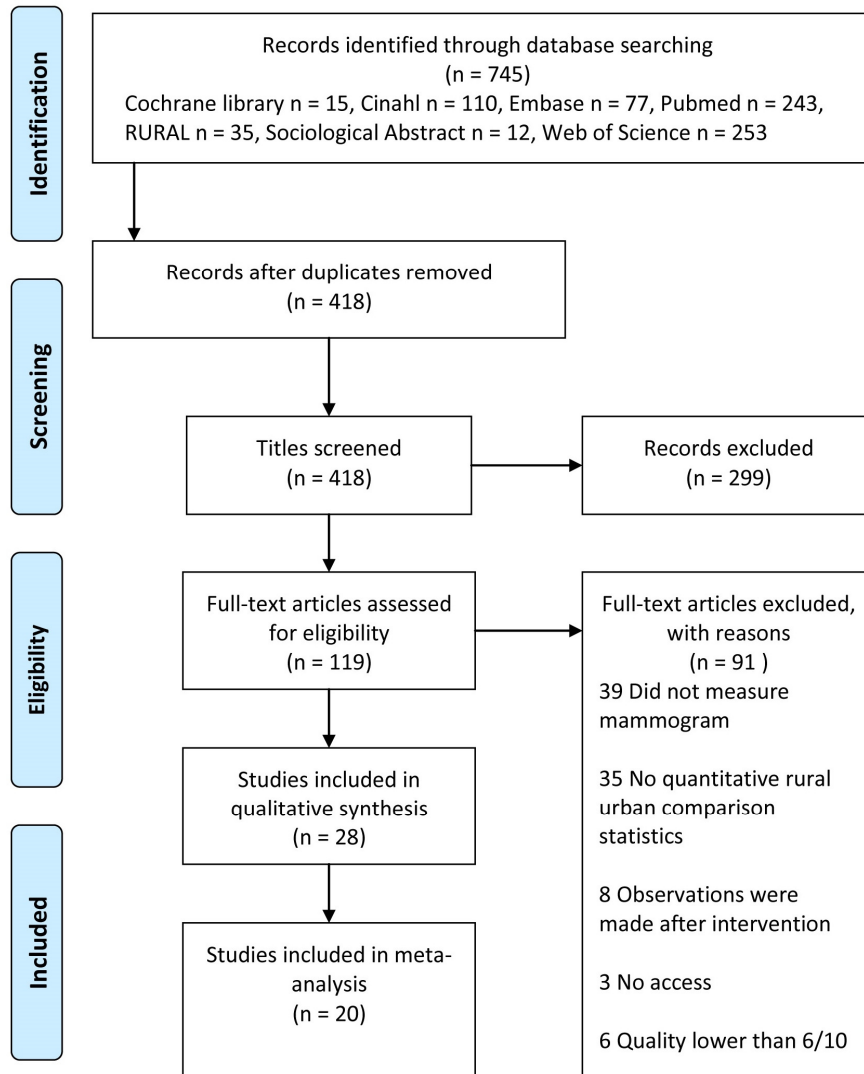 Identification
Records identified through database searching
(n = 745)
Cochrane library n = 15, Cinahl n = 110, Embase n = 77, Pubmed n = 243,
RURAL n = 35, Sociological Abstract n = 12, Web of Science n = 253
Records after duplicates removed
(n = 418)
Screening
Titles screened
(n = 418)
Records excluded
(n = 299)
Eligibility
Full-text articles assessed
for eligibility
(n = 119)
Full-text articles excluded,
with reasons
(n = 91 )
39 Did not measure
mammogram
35 No quantitative rural
urban comparison
statistics
8 Observations were
made after intervention
3 No access
6 Quality lower than 6/10
Studies included in
qualitative synthesis
(n = 28)
Included
Studies included in meta-
analysis
(n = 20)